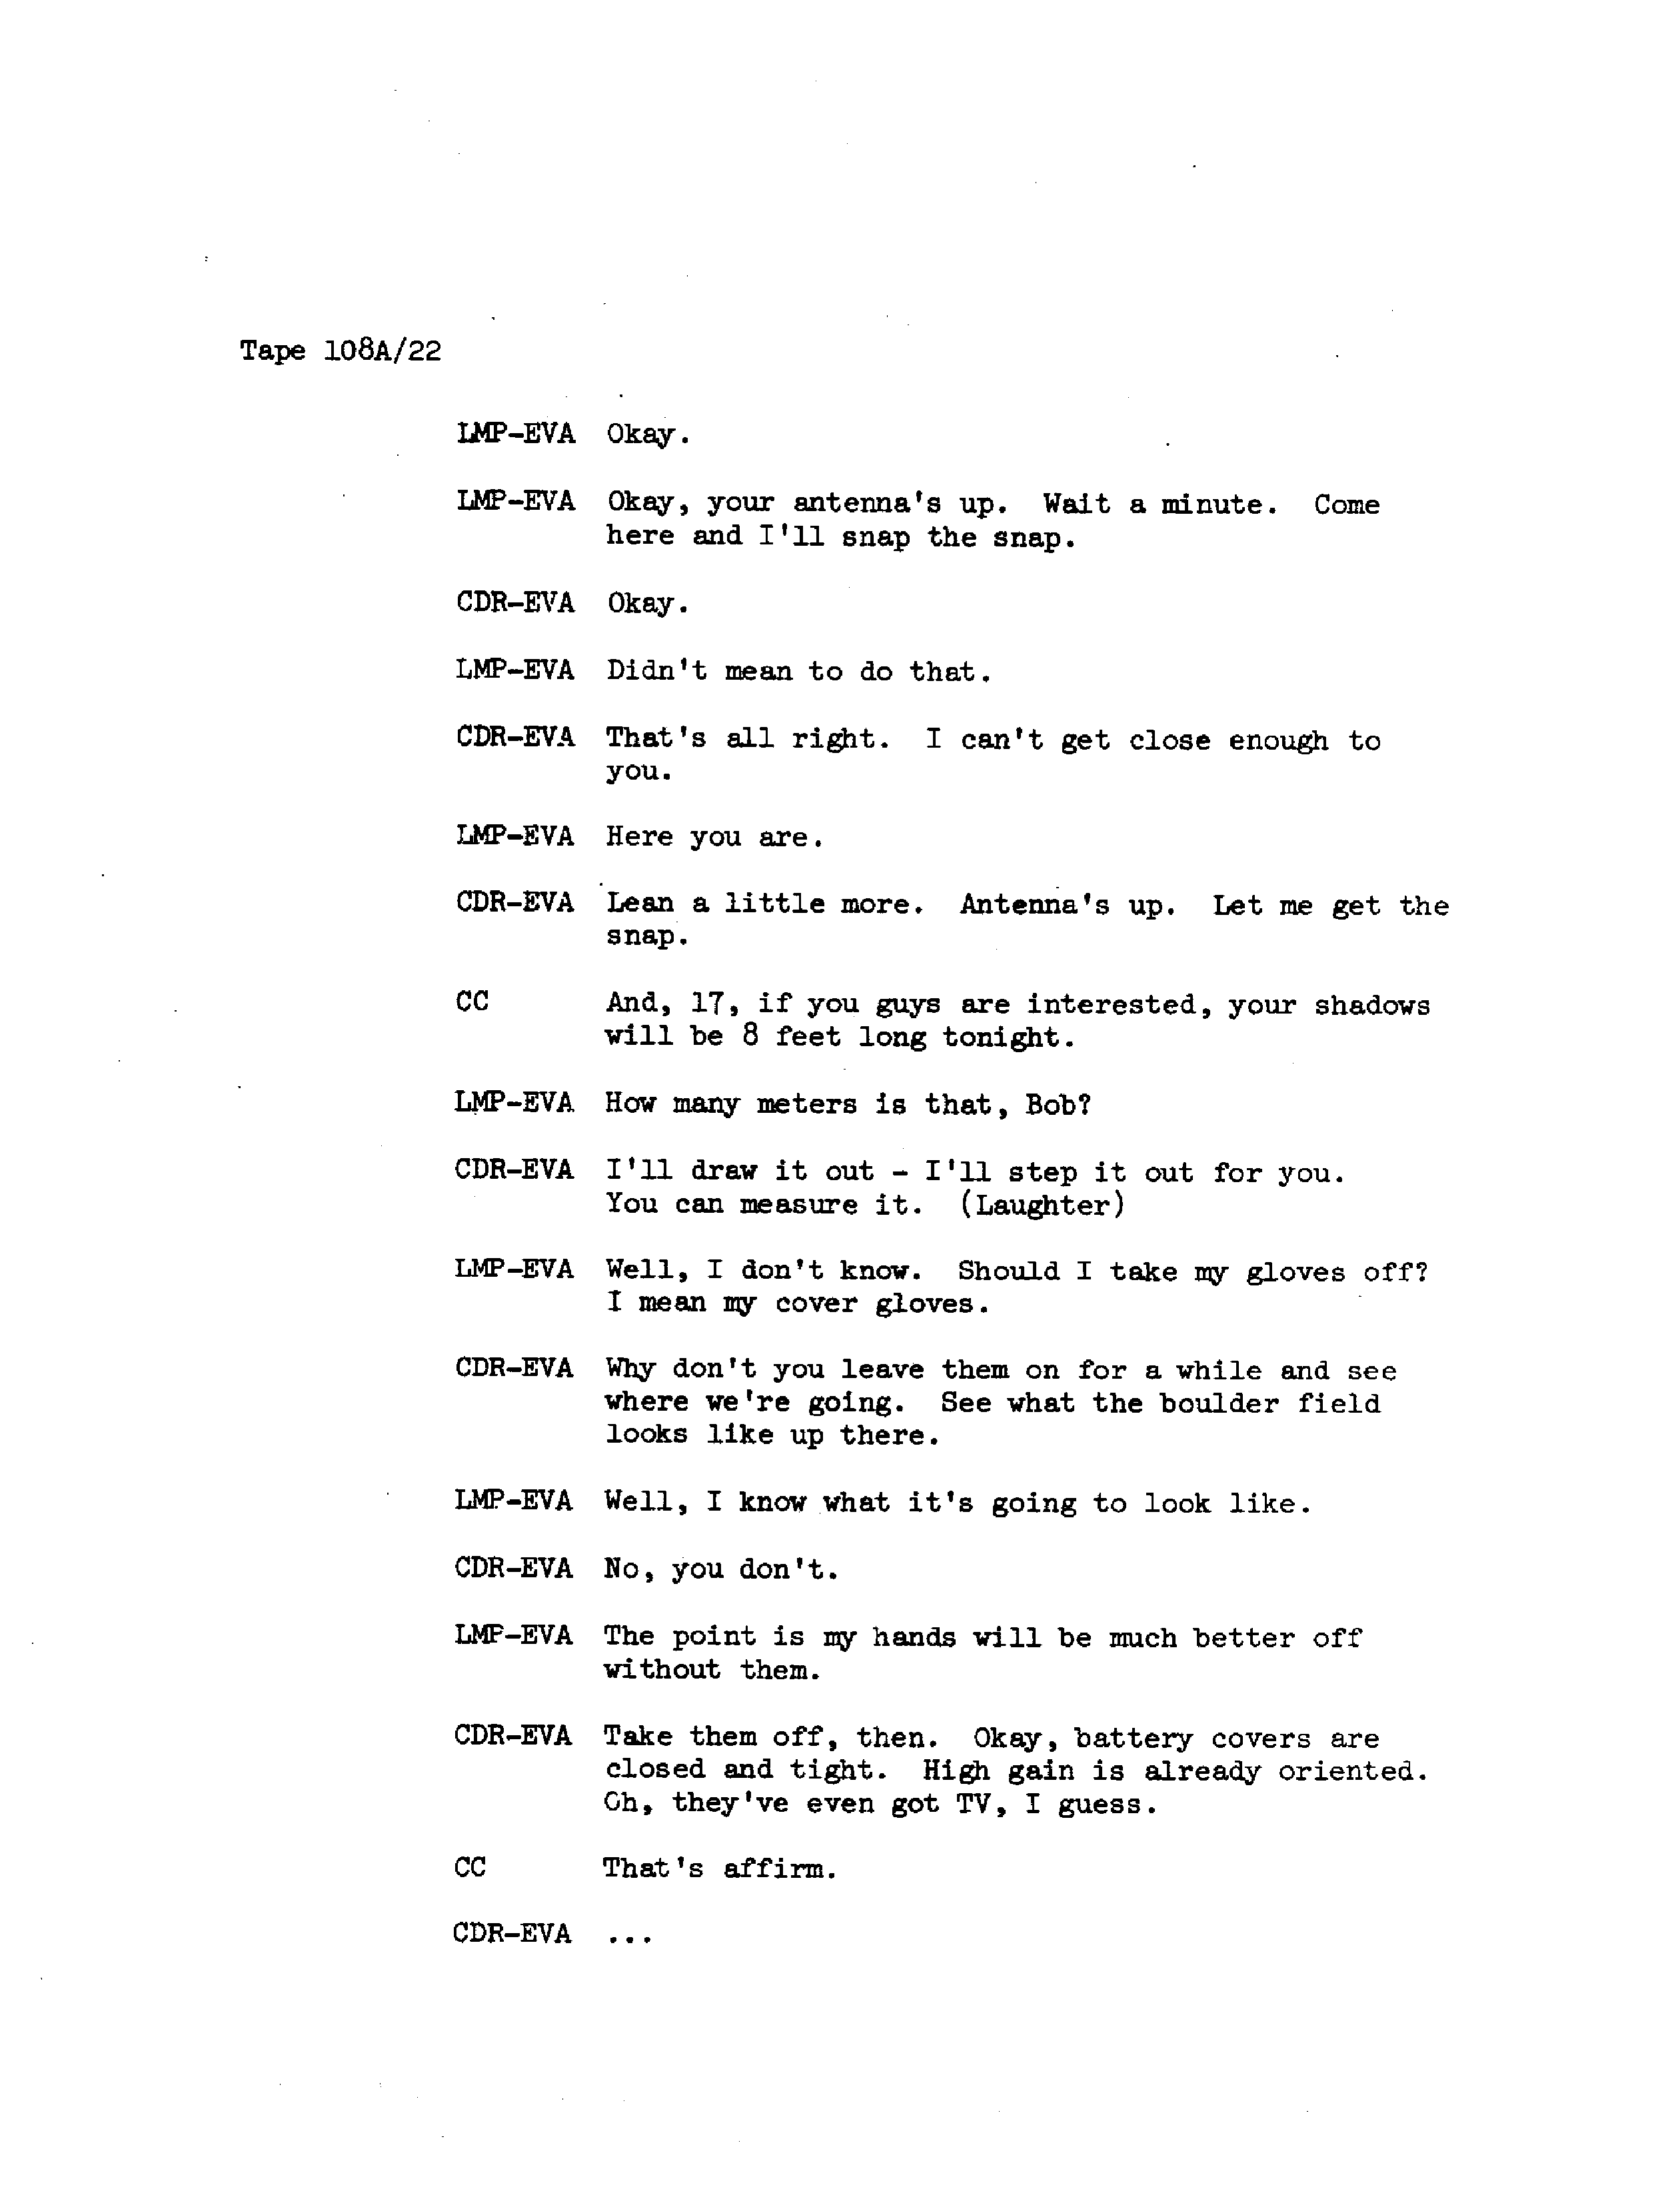 Tape 108A/22
LMP-EVA Okay.
LMP-EVA Okay, your antenna's up. Wait a minute. Come
here and I'll snap the snap.
CDR-EVA Okay.
LMP-EVA Didn't mean to do that.
CDR-EVA That's all right. I can't get close enough to
you.
LMP-EVA Here you are.
CDR-EVA Lean a little more. Antenna's up. Let me get the
snap.
CC And, 17, if you guys are interested, your shadows
will be 8 feet long tonight.
LMP-EVA How many meters is that, Bob?
CDR-EVA I'll draw it out - I'll step it out for you.
You can measure it. (Laughter)
LMP-EVA Well, I don't know. Should I take my gloves off?
I mean my cover gloves.
CDR-EVA Why don't you leave them on for a while and see
where we're going. See what the boulder field
looks like up there.
LMP-EVA Well, I know what it's going to look like.
CDR-EVA No, you don't.
LMP-EVA The point is my hands will be much better off
without them.
CDR-EVA Take them off, then. Okay, battery covers are
closed and tight. High gain is already oriented.
Oh, they've even got TV, I guess.
CC That's affirm.
CDR-EVA ...